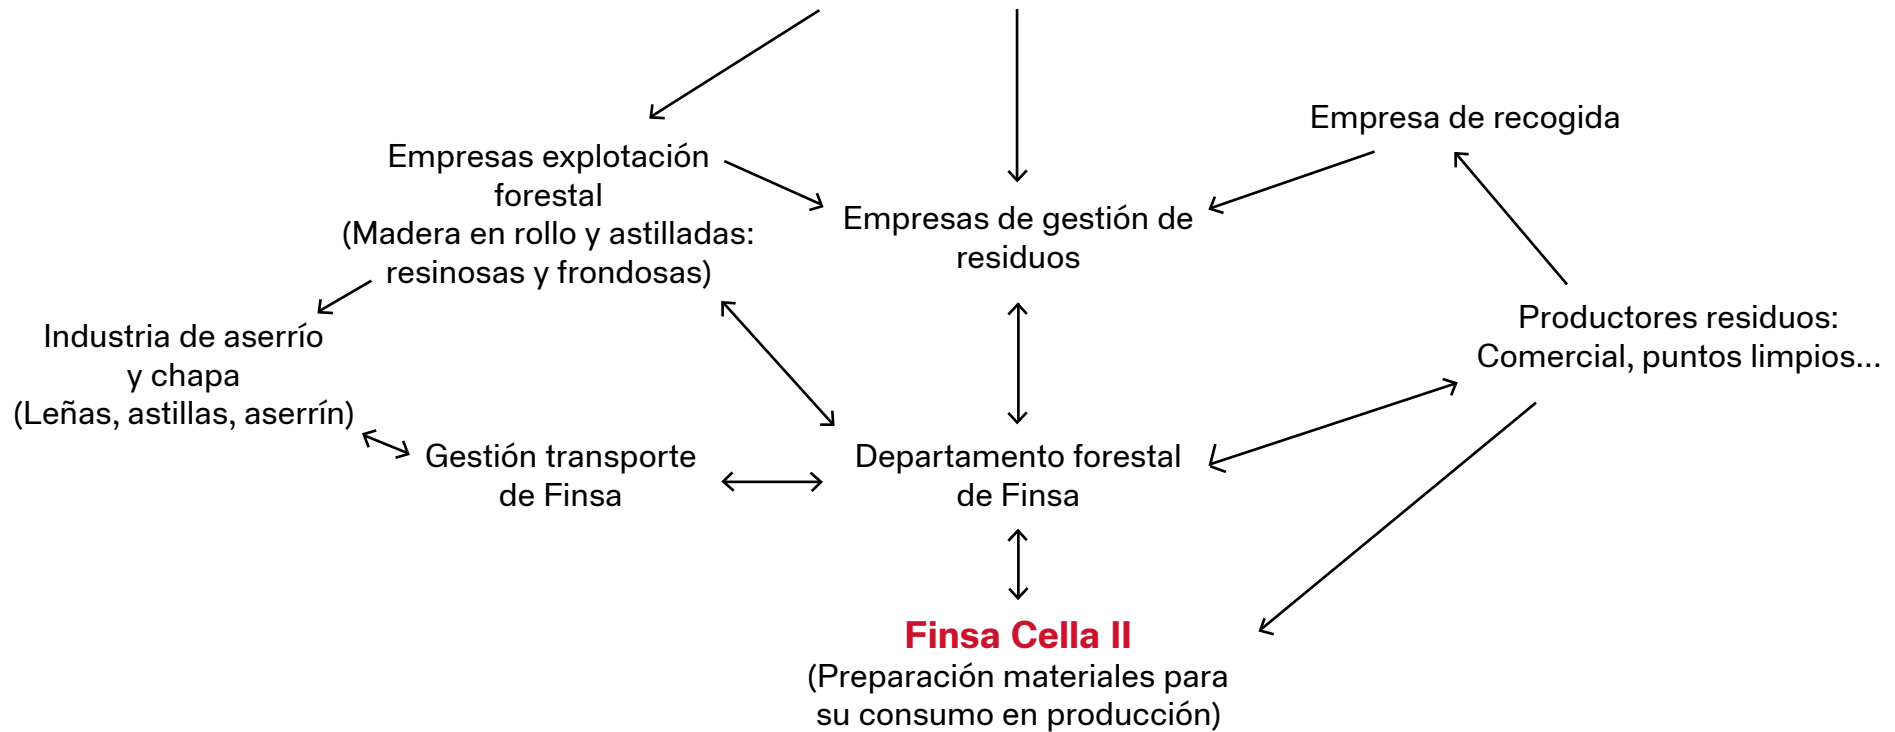 Empresa de recogida
Empresas explotación
forestal
(Madera en rollo y astilladas:
resinosas y frondosas)
Empresas de gestión de
residuos
Productores residuos:
Comercial, puntos limpios...
Industria de aserrío
y chapa
(Leñas, astillas, aserrín)
Gestión transporte
de Finsa
Departamento forestal
de Finsa
Finsa Cella II
(Preparación materiales para
su consumo en producción)